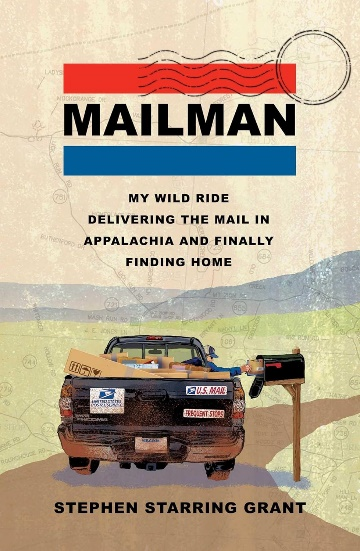 MAILMAN
MY WILD RIDE
DELIVERING THE MAIL IN
APPALACHIA AND FINALLY
FINDING HOME
U.S. MAIL
FREQUENT STOPS
STEPHEN STARRING GRANT